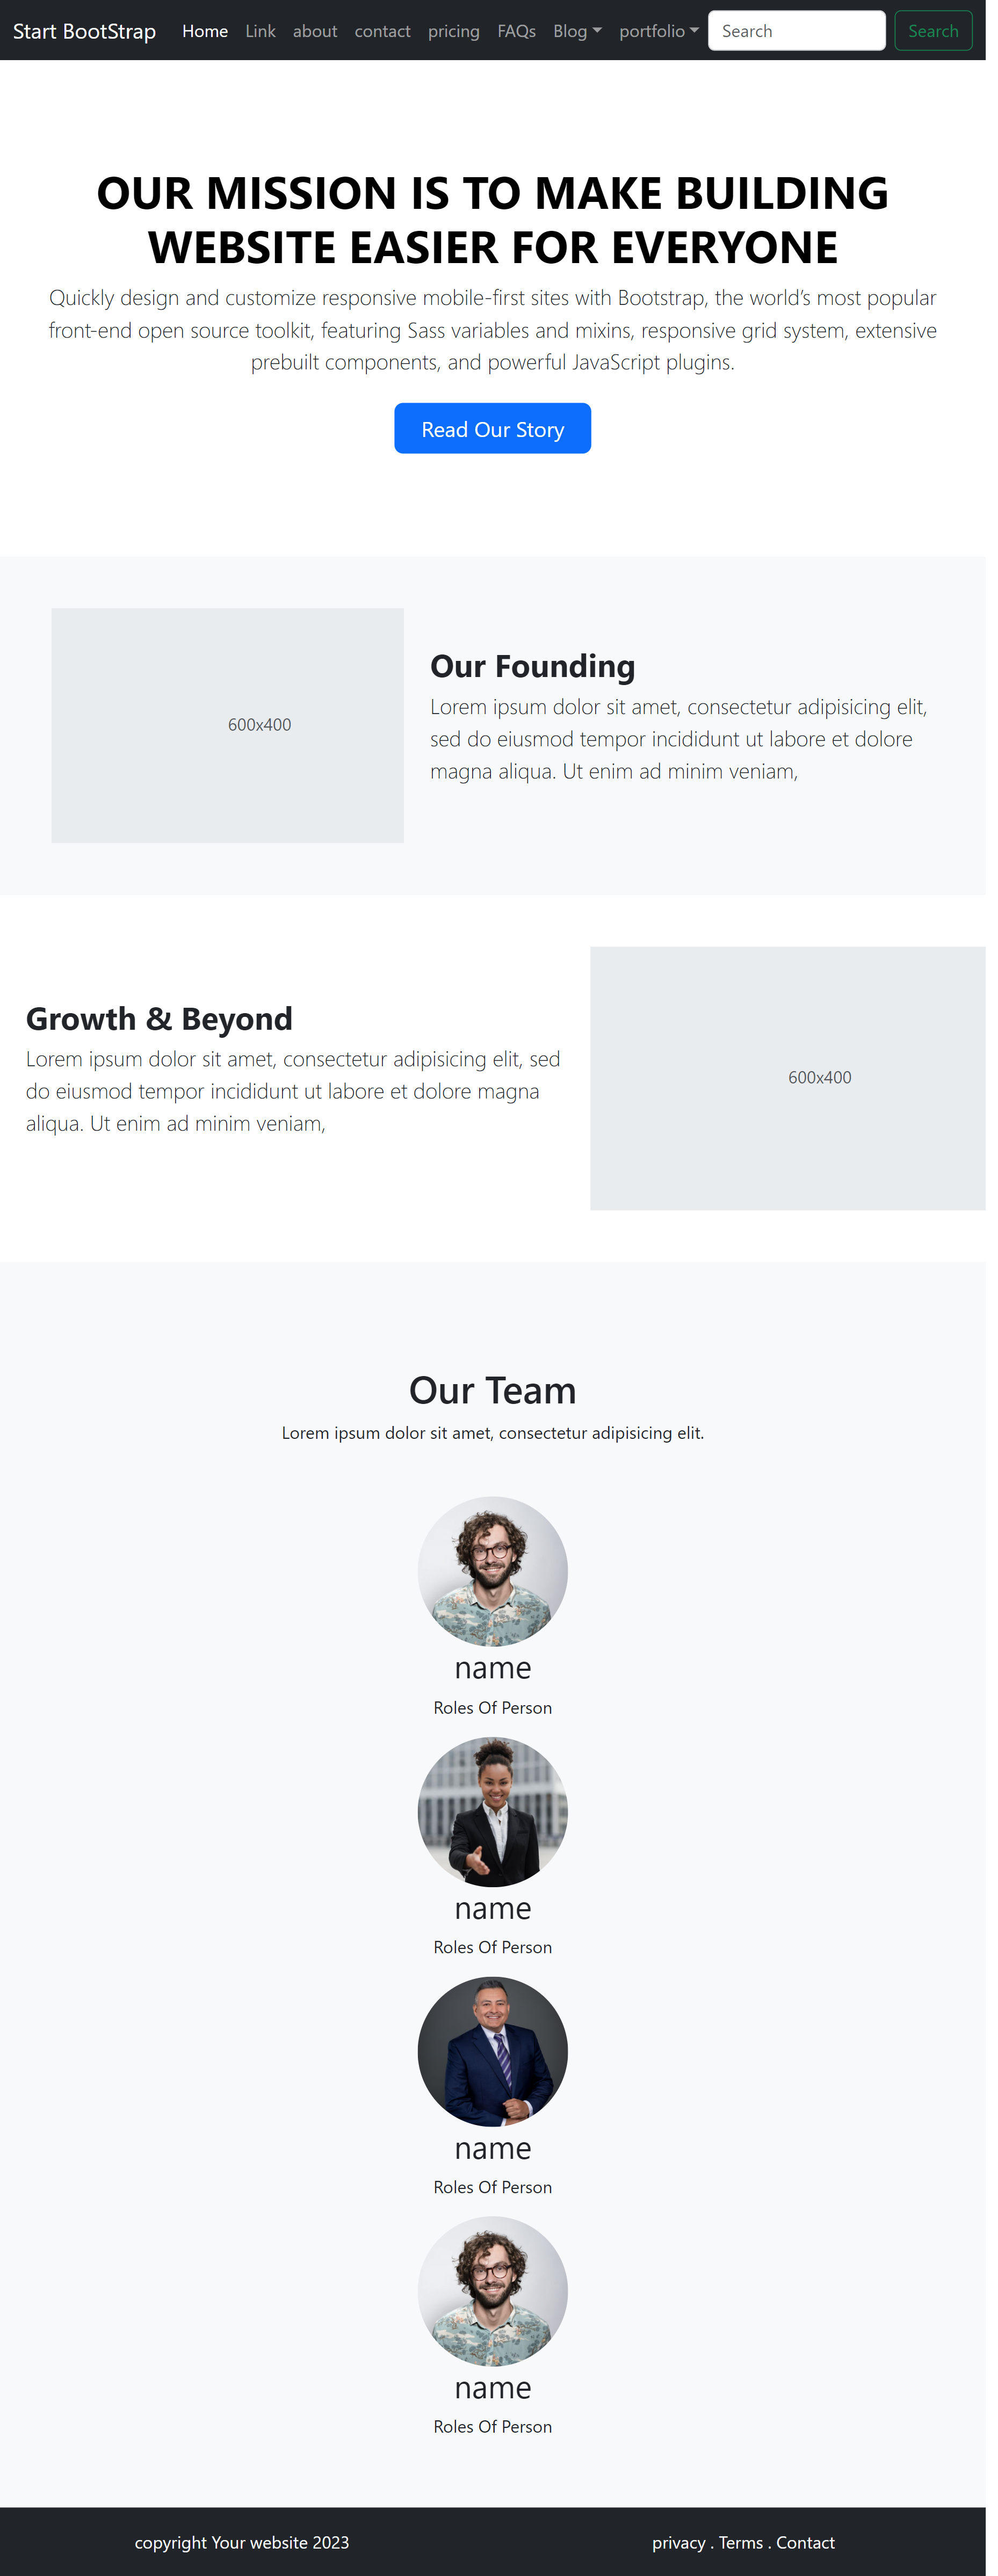 Start BootStrap Home Link about contact pricing FAQs Blog portfolio Search Search
OUR MISSION IS TO MAKE BUILDING
WEBSITE EASIER FOR EVERYONE
Quickly design and customize responsive mobile-first sites with Bootstrap, the world’s most popular
front-end open source toolkit, featuring Sass variables and mixins, responsive grid system, extensive
prebuilt components, and powerful JavaScript plugins.
Read Our Story
600x400
Our Founding
Lorem ipsum dolor sit amet, consectetur adipisicing elit,
sed do eiusmod tempor incididunt ut labore et dolore
magna aliqua. Ut enim ad minim veniam,
Growth & Beyond
Lorem ipsum dolor sit amet, consectetur adipisicing elit, sed
do eiusmod tempor incididunt ut labore et dolore magna
aliqua. Ut enim ad minim veniam,
600x400
Our Team
Lorem ipsum dolor sit amet, consectetur adipisicing elit.
name
Roles Of Person
name
Roles Of Person
name
Roles Of Person
name
Roles Of Person
copyright Your website 2023 privacy . Terms . Contact